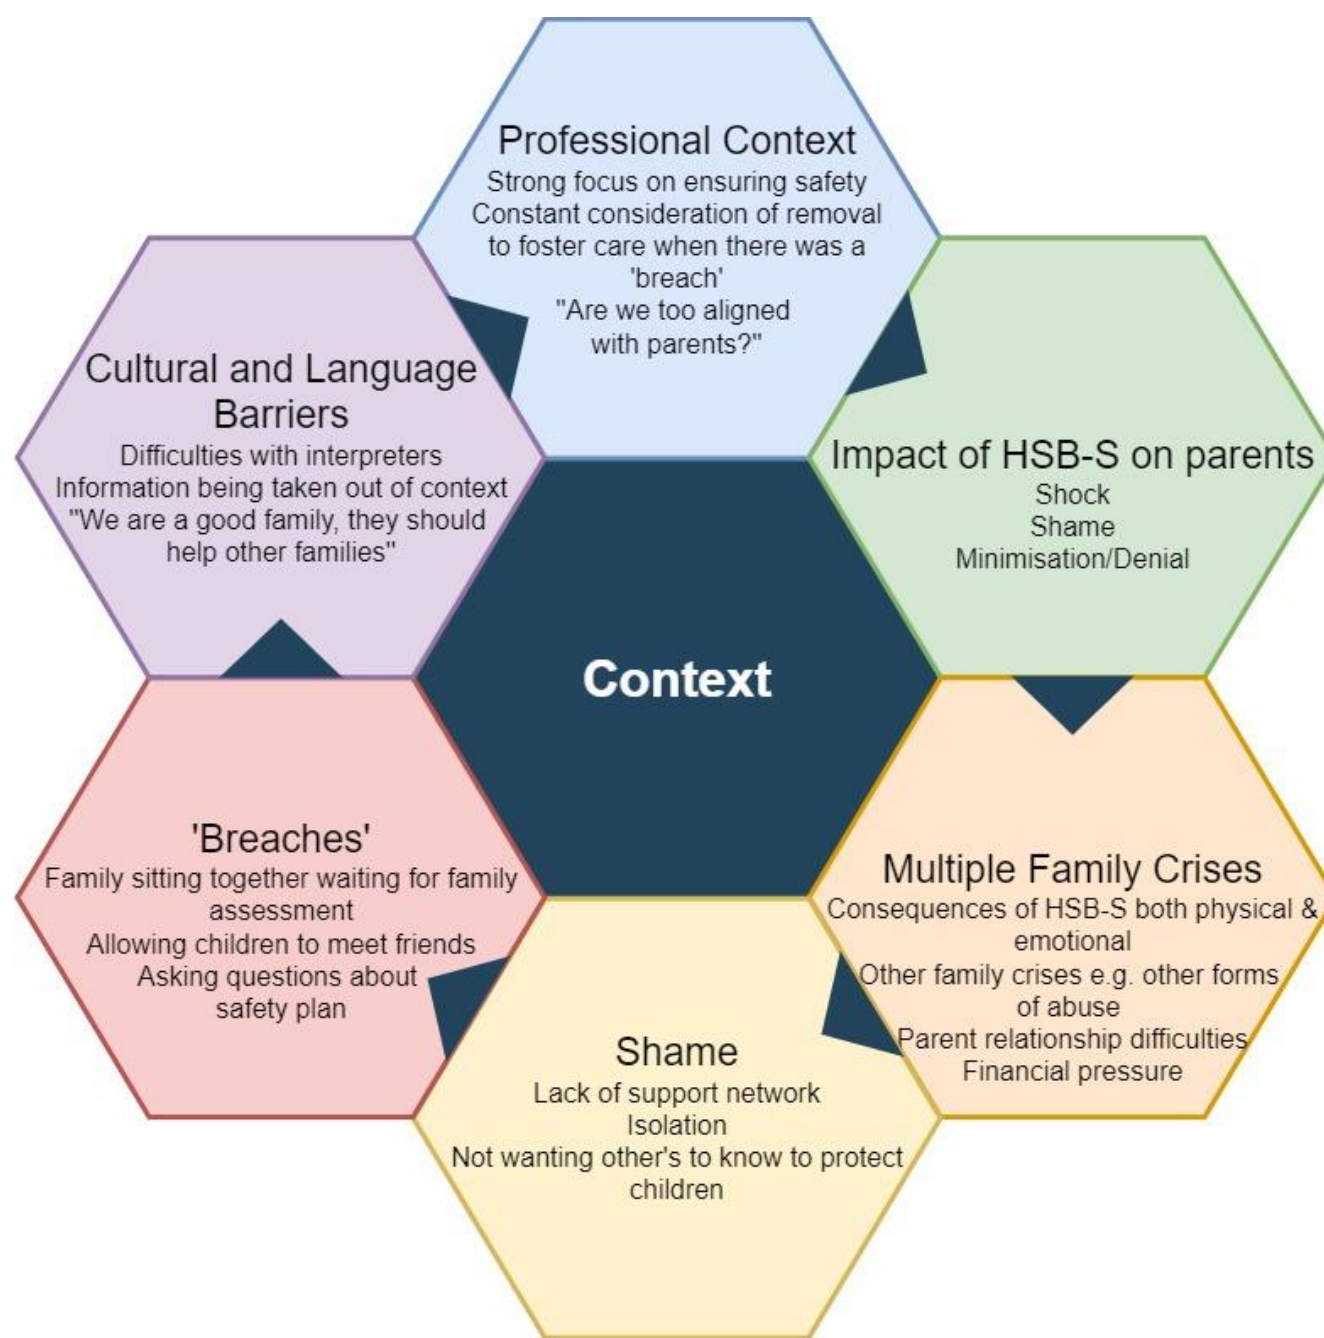 Professional Context
Strong focus on ensuring safety
Constant consideration of removal
to foster care when there was a
'breach'
"Are we too aligned
with parents?"
Cultural and Language
Barriers
Difficulties with interpreters
Information being taken out of context
"We are a good family, they should
help other families"
Impact of HSB-S on parents
Shock
Shame
Minimisation/Denial
Context
'Breaches'
Family sitting together waiting for family
assessment
Allowing children to meet friends
Asking questions about
safety plan
Multiple Family Crises
Consequences of HSB-S both physical &
emotional
Other family crises e.g. other forms
of abuse
Parent relationship difficulties
Financial pressure
Shame
Lack of support network
Isolation
Not wanting other's to know to protect
children